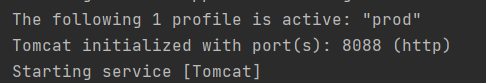 The following 1 profile is active: "prod"
Tomcat initialized with port(s): 8088 (http)
Starting service [Tomcat]